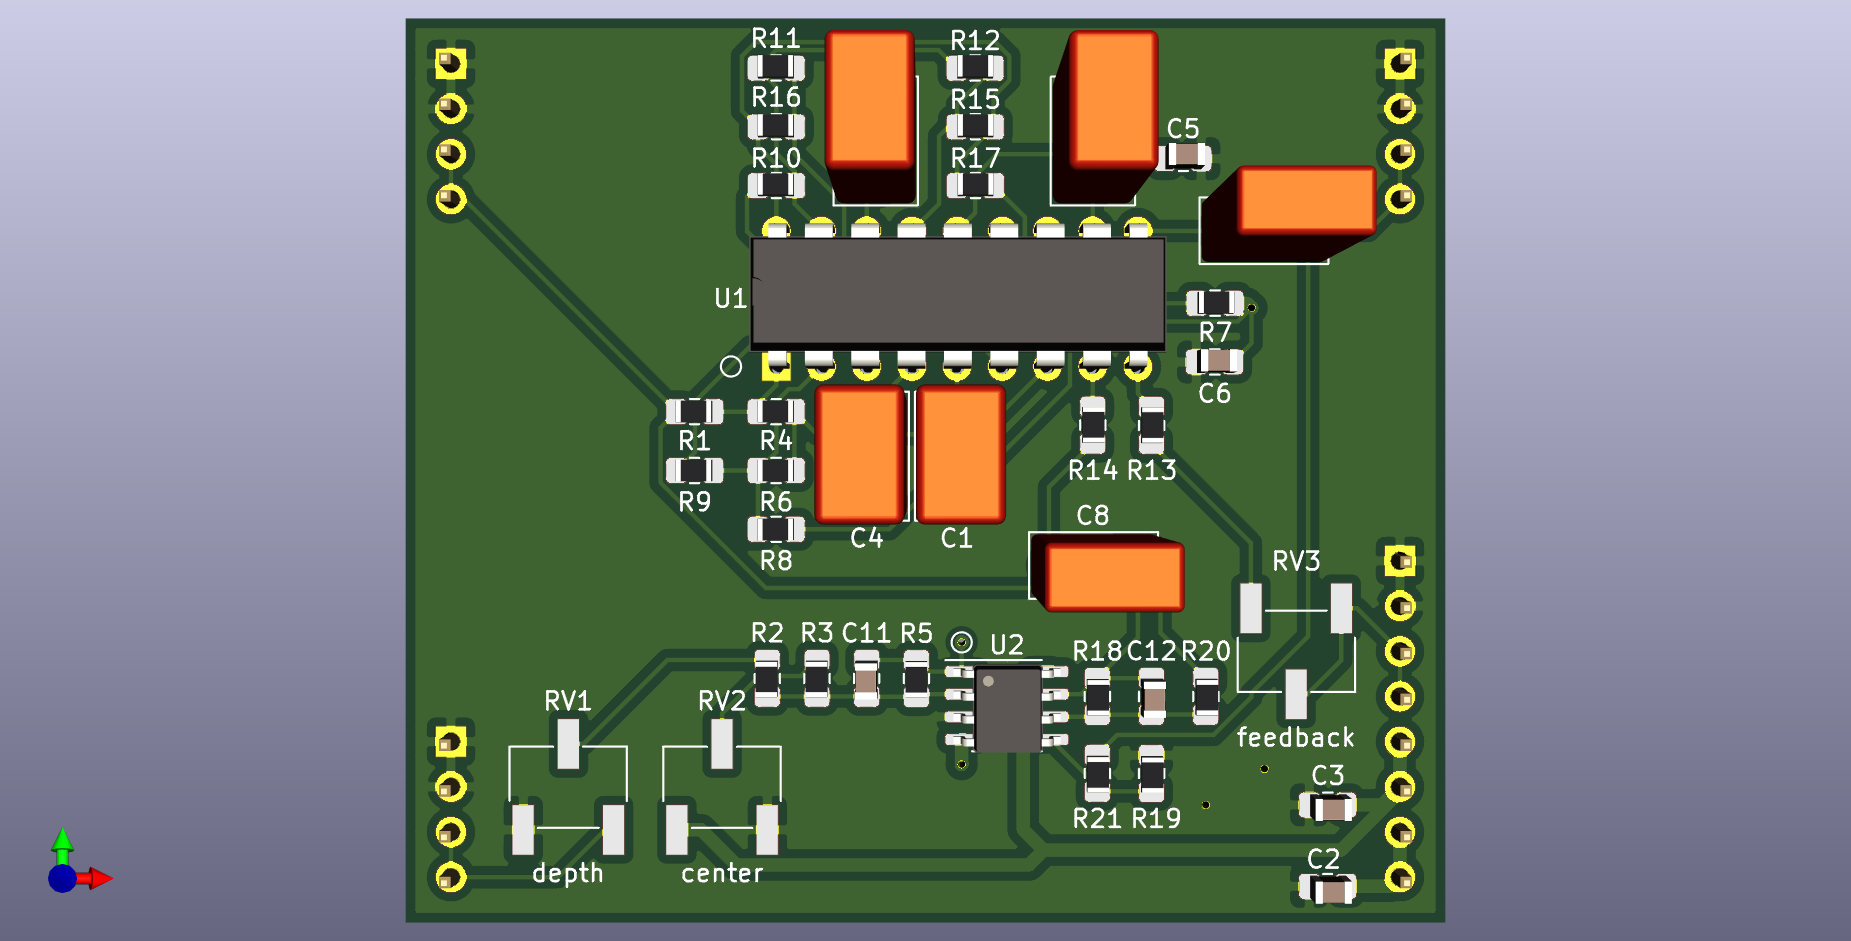 R11
R12
R16
R15
C5
R10
R17
U1
R7
C6
R1
R4
R14
R13
R9
R6
C8
C4
C1
R8
RV3
R2
R3
C11
R5
U2
R18
C12
R20
RV1
RV2
feedback
C3
R21
R19
depth
center
C2